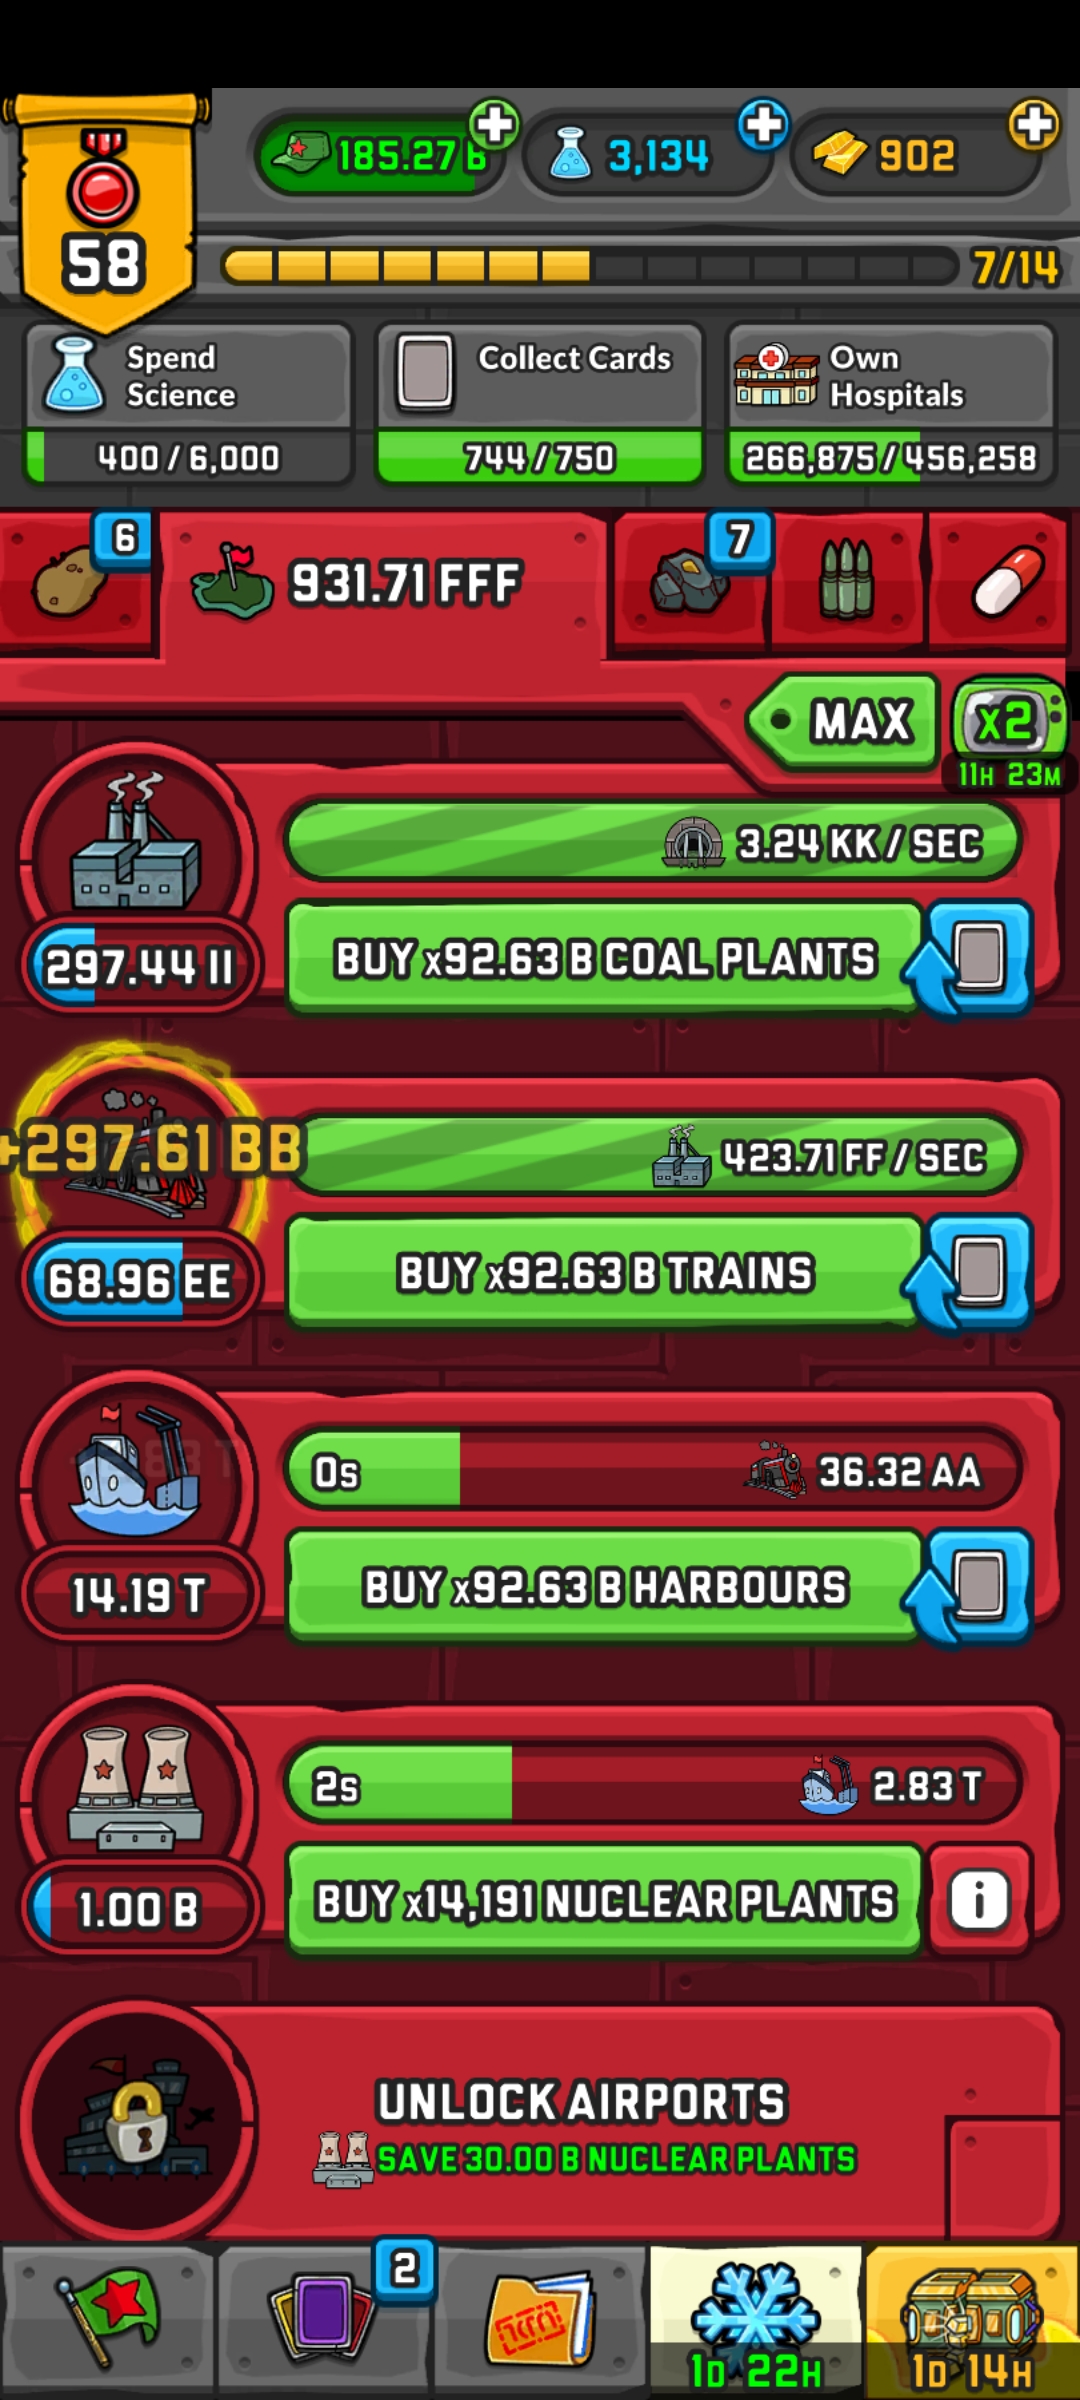 58
185.27 B
3,134
902
7/14
Spend
Science
400 / 6,000
Collect Cards
744 / 750
Own
Hospitals
266,875 / 456,258
6
931.71 FFF
7
MAX
x2
11H 23M
3.24 KK / SEC
297.44 II
BUY x92.63 B COAL PLANTS
+297.61 BB
423.71 FF / SEC
68.96 EE
BUY x92.63 B TRAINS
0s
36.32 AA
14.19 T
BUY x92.63 B HARBOURS
2s
2.83 T
1.00 B
BUY x14,191 NUCLEAR PLANTS
i
UNLOCK AIRPORTS
SAVE 30.00 B NUCLEAR PLANTS
2
1D 22H
1D 14H